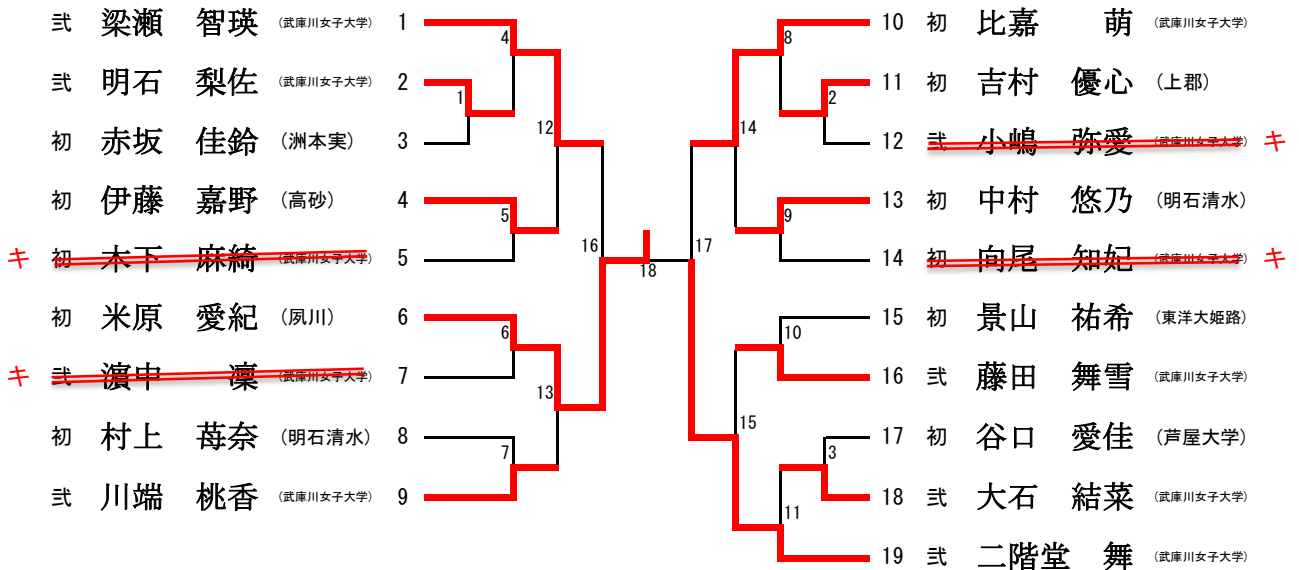 弐 梁瀬 智瑛 (武庫川女子大学) 1
弐 明石 梨佐 (武庫川女子大学) 2
初 赤坂 佳鈴 (洲本実) 3
初 伊藤 嘉野 (高砂) 4
キ 初 木下 麻綺 (武庫川女子大学) 5
初 米原 愛紀 (夙川) 6
キ 弐 濵中 凜 (武庫川女子大学) 7
初 村上 苺奈 (明石清水) 8
弐 川端 桃香 (武庫川女子大学) 9
4
1
12
5
16
6
13
7
18
8
2
14
9
17
10
15
3
11
10 初 比嘉 萌 (武庫川女子大学)
11 初 吉村 優心 (上郡)
12 弐 小嶋 弥愛 (武庫川女子大学) キ
13 初 中村 悠乃 (明石清水)
14 初 向尾 知妃 (武庫川女子大学) キ
15 初 景山 祐希 (東洋大姫路)
16 弐 藤田 舞雪 (武庫川女子大学)
17 初 谷口 愛佳 (芦屋大学)
18 弐 大石 結菜 (武庫川女子大学)
19 弐 二階堂 舞 (武庫川女子大学)